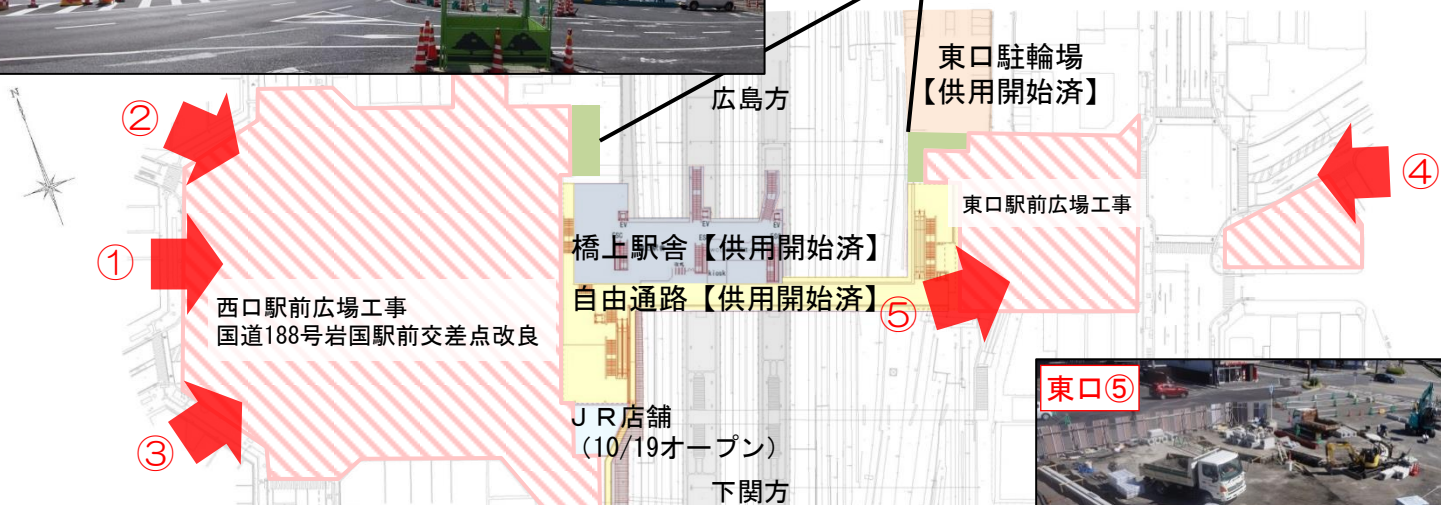 東口駐輪場
【供用開始済】
N
広島方
②
④
東口駅前広場工事
EV
EV
EV
橋上駅舎【供用開始済】
kiosk
①
自由通路【供用開始済】
⑤
西口駅前広場工事
国道188号岩国駅前交差点改良
東口⑤
③
ＪＲ店舗
（10/19オープン）
下関方